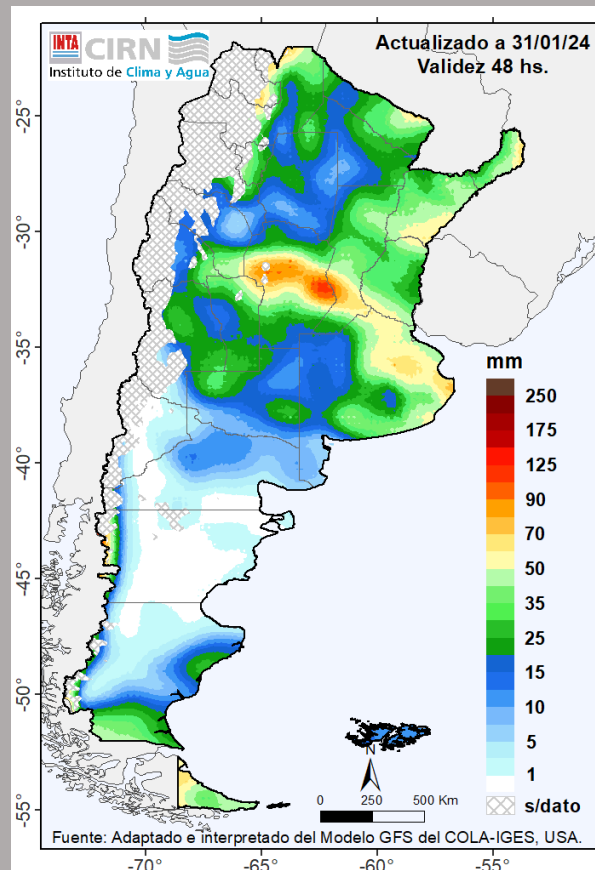 INTA CIRN
Instituto de Clima y Agua
Actualizado a 31/01/24
Validez 48 hs.
-25°
-30°
-35°
-40°
-45°
-50°
-55°
mm
250
175
125
90
70
50
35
25
15
10
5
1
s/dato
N
0 250 500 Km
Fuente: Adaptado e interpretado del Modelo GFS del COLA-IGES, USA.
-70° -65° -60° -55°